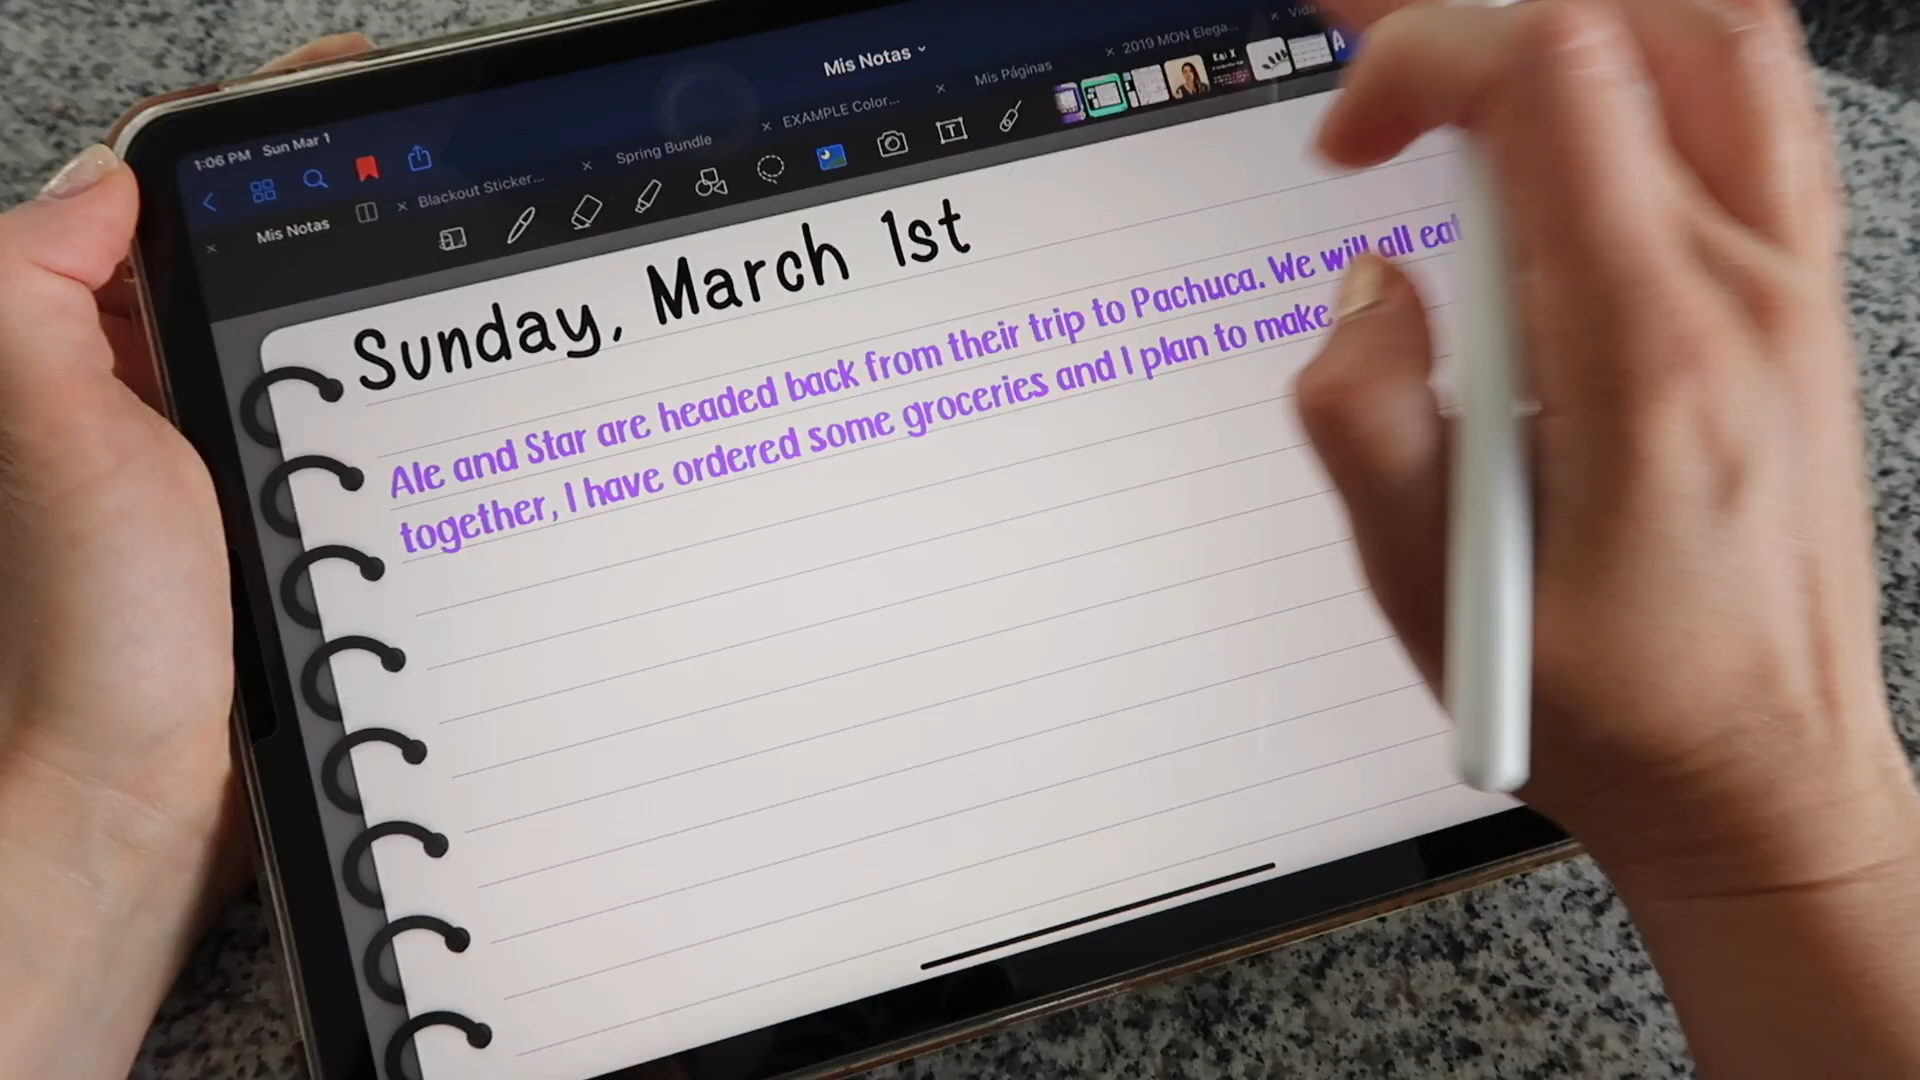 1:06 PM Sun Mar 1
Mis Notas
Mis Notas
Blackout Sticker...
Spring Bundle
EXAMPLE Color...
Mis Páginas
2019 MON Elega...
Vida
Sunday, March 1st
Ale and Star are headed back from their trip to Pachuca. We will all eat
together, I have ordered some groceries and I plan to make